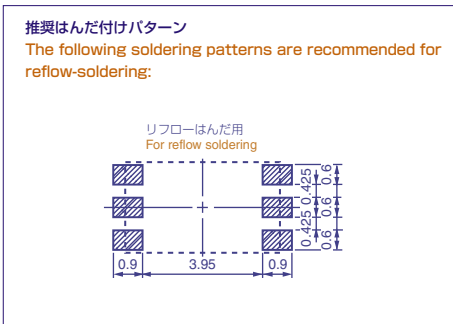 推奨はんだ付けパターン
The following soldering patterns are recommended for
reflow-soldering:
リフローはんだ用
For reflow soldering
0.6
0.425
0.6
0.425
0.6
0.9 3.95 0.9